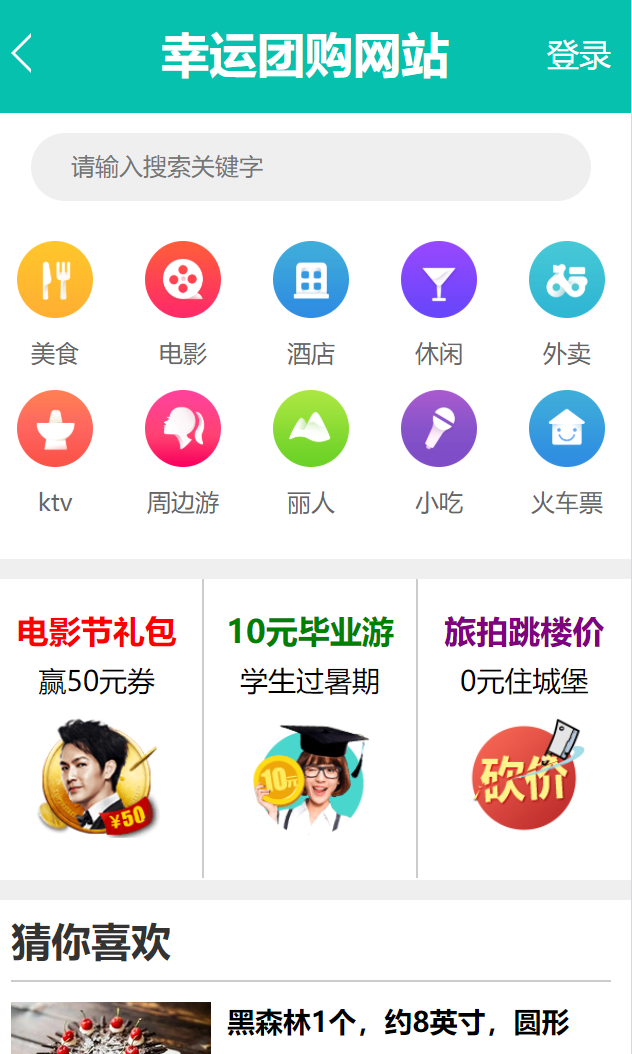 幸运团购网站
登录
请输入搜索关键字
美食 电影 酒店 休闲 外卖
ktv 周边游 丽人 小吃 火车票
电影节礼包 10元毕业游 旅拍跳楼价
赢50元券 学生过暑期 0元住城堡
¥50 10元 砍价
猜你喜欢
黑森林1个，约8英寸，圆形